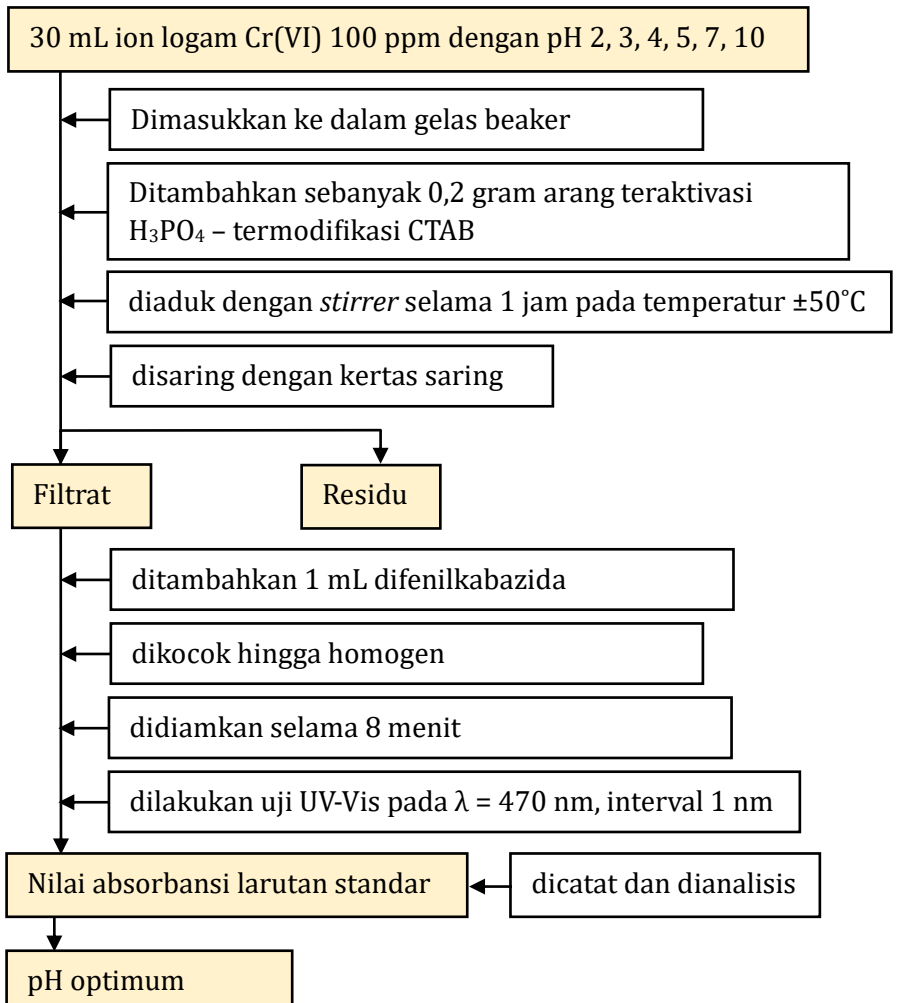 30 mL ion logam Cr(VI) 100 ppm dengan pH 2, 3, 4, 5, 7, 10
Dimasukkan ke dalam gelas beaker
Ditambahkan sebanyak 0,2 gram arang teraktivasi
H₃PO₄ – termodifikasi CTAB
diaduk dengan stirrer selama 1 jam pada temperatur ±50˚C
disaring dengan kertas saring
Filtrat
Residu
ditambahkan 1 mL difenilkabazida
dikocok hingga homogen
didiamkan selama 8 menit
dilakukan uji UV-Vis pada λ = 470 nm, interval 1 nm
Nilai absorbansi larutan standar
dicatat dan dianalisis
pH optimum